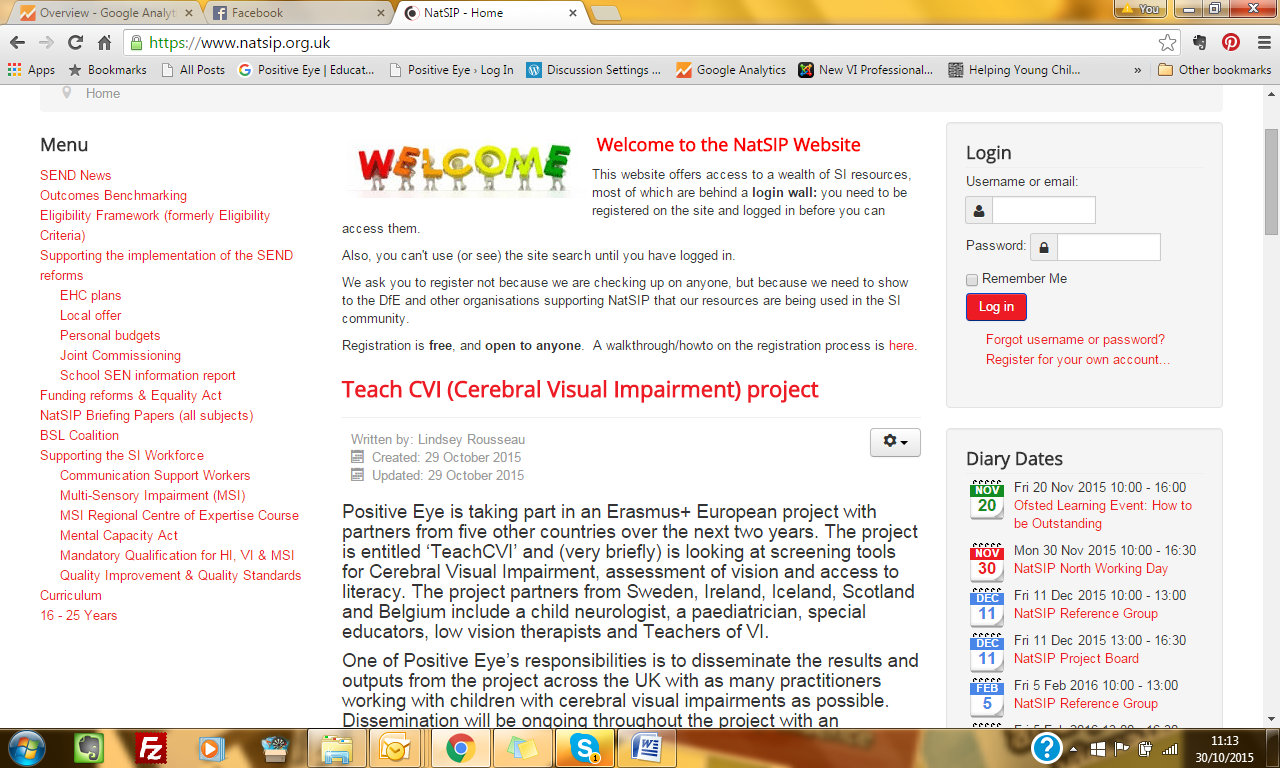 Overview - Google Analyt
Facebook
NatSIP - Home
You
https://www.natsip.org.uk
Apps
Bookmarks
All Posts
Positive Eye | Educat...
Positive Eye › Log In
Discussion Settings ...
Google Analytics
New VI Professional...
Helping Young Chil...
»
Other bookmarks
Home
Menu
SEND News
Outcomes Benchmarking
Eligibility Framework (formerly Eligibility
Criteria)
Supporting the implementation of the SEND
reforms
EHC plans
Local offer
Personal budgets
Joint Commissioning
School SEN information report
Funding reforms & Equality Act
NatSIP Briefing Papers (all subjects)
BSL Coalition
Supporting the SI Workforce
Communication Support Workers
Multi-Sensory Impairment (MSI)
MSI Regional Centre of Expertise Course
Mental Capacity Act
Mandatory Qualification for HI, VI & MSI
Quality Improvement & Quality Standards
Curriculum
16 - 25 Years
WELCOME
Welcome to the NatSIP Website
This website offers access to a wealth of SI resources,
most of which are behind a login wall: you need to be
registered on the site and logged in before you can
access them.
Also, you can't use (or see) the site search until you have logged in.
We ask you to register not because we are checking up on anyone, but because we need to show
to the DfE and other organisations supporting NatSIP that our resources are being used in the SI
community.
Registration is free, and open to anyone. A walkthrough/howto on the registration process is here.
Teach CVI (Cerebral Visual Impairment) project
Written by: Lindsey Rousseau
Created: 29 October 2015
Updated: 29 October 2015
Positive Eye is taking part in an Erasmus+ European project with
partners from five other countries over the next two years. The project
is entitled ‘TeachCVI’ and (very briefly) is looking at screening tools
for Cerebral Visual Impairment, assessment of vision and access to
literacy. The project partners from Sweden, Ireland, Iceland, Scotland
and Belgium include a child neurologist, a paediatrician, special
educators, low vision therapists and Teachers of VI.
One of Positive Eye’s responsibilities is to disseminate the results and
outputs from the project across the UK with as many practitioners
working with children with cerebral visual impairments as possible.
Dissemination will be ongoing throughout the project with an
Login
Username or email:
Password:
Remember Me
Log in
Forgot username or password?
Register for your own account...
Diary Dates
NOV
20
Fri 20 Nov 2015 10:00 - 16:00
Ofsted Learning Event: How to
be Outstanding
NOV
30
Mon 30 Nov 2015 10:00 - 16:30
NatSIP North Working Day
DEC
11
Fri 11 Dec 2015 10:00 - 13:00
NatSIP Reference Group
DEC
11
Fri 11 Dec 2015 13:00 - 16:30
NatSIP Project Board
FEB
5
Fri 5 Feb 2016 10:00 - 13:00
NatSIP Reference Group
11:13
30/10/2015